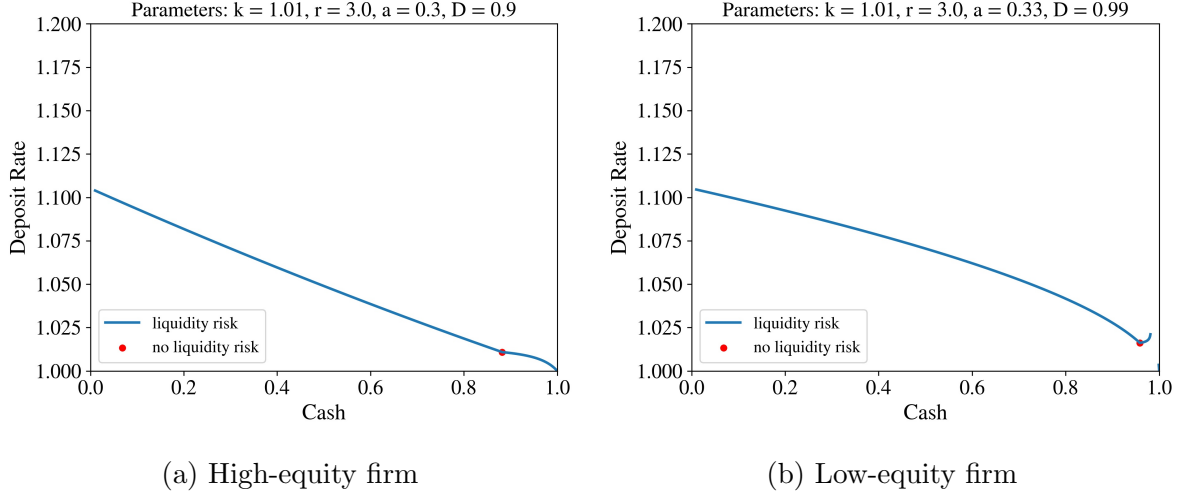 Parameters: k = 1.01, r = 3.0, a = 0.3, D = 0.9
1.200
1.175
1.150
1.125
1.100
1.075
1.050
1.025
1.000
Deposit Rate
liquidity risk
no liquidity risk
0.0 0.2 0.4 0.6 0.8 1.0
Cash
(a) High-equity firm
Parameters: k = 1.01, r = 3.0, a = 0.33, D = 0.99
1.200
1.175
1.150
1.125
1.100
1.075
1.050
1.025
1.000
Deposit Rate
liquidity risk
no liquidity risk
0.0 0.2 0.4 0.6 0.8 1.0
Cash
(b) Low-equity firm